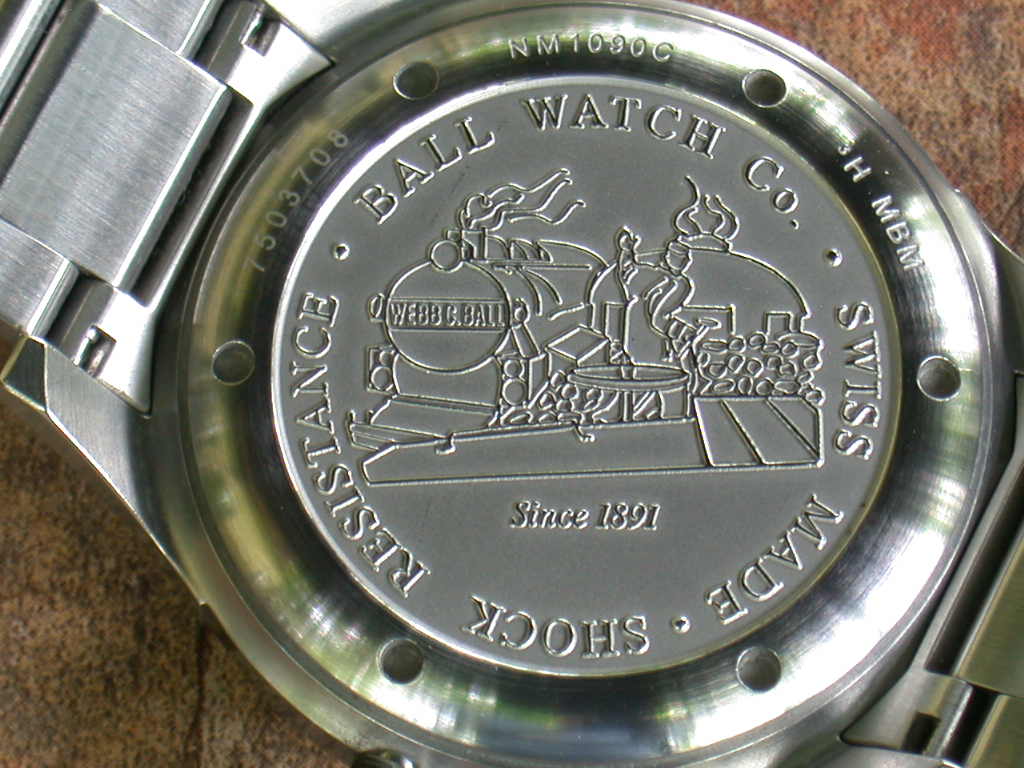 NM1090C
³H MBM
7503708
BALL WATCH Co. · SWISS MADE · SHOCK RESISTANCE ·
WEBB C. BALL
Since 1891